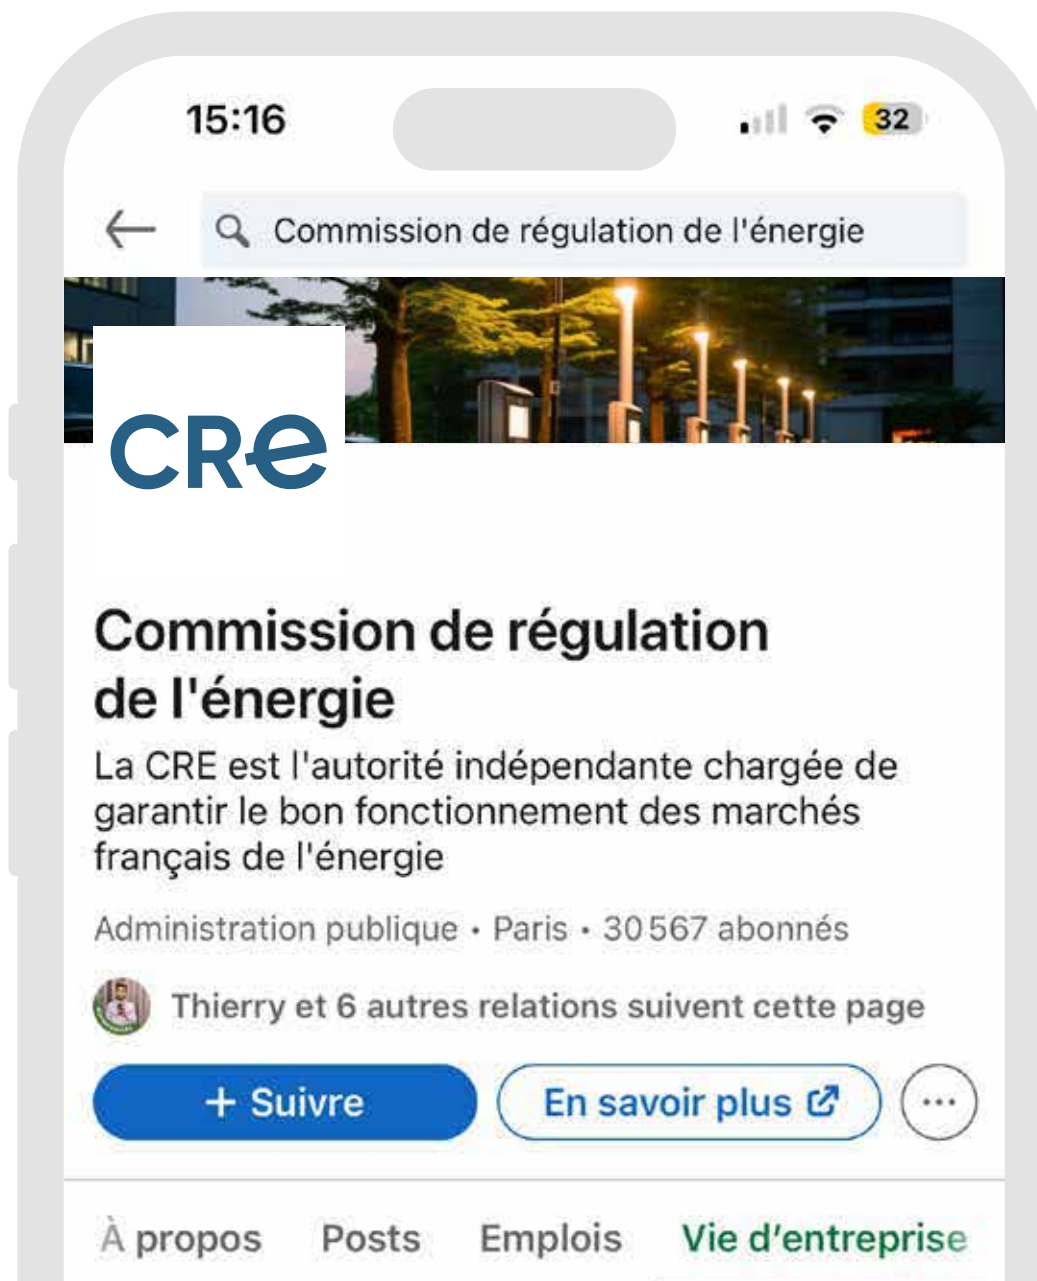 15:16
32
Commission de régulation de l'énergie
CRe
Commission de régulation
de l'énergie
La CRE est l'autorité indépendante chargée de
garantir le bon fonctionnement des marchés
français de l'énergie
Administration publique • Paris • 30 567 abonnés
Thierry et 6 autres relations suivent cette page
+ Suivre
En savoir plus
...
À propos
Posts
Emplois
Vie d'entreprise